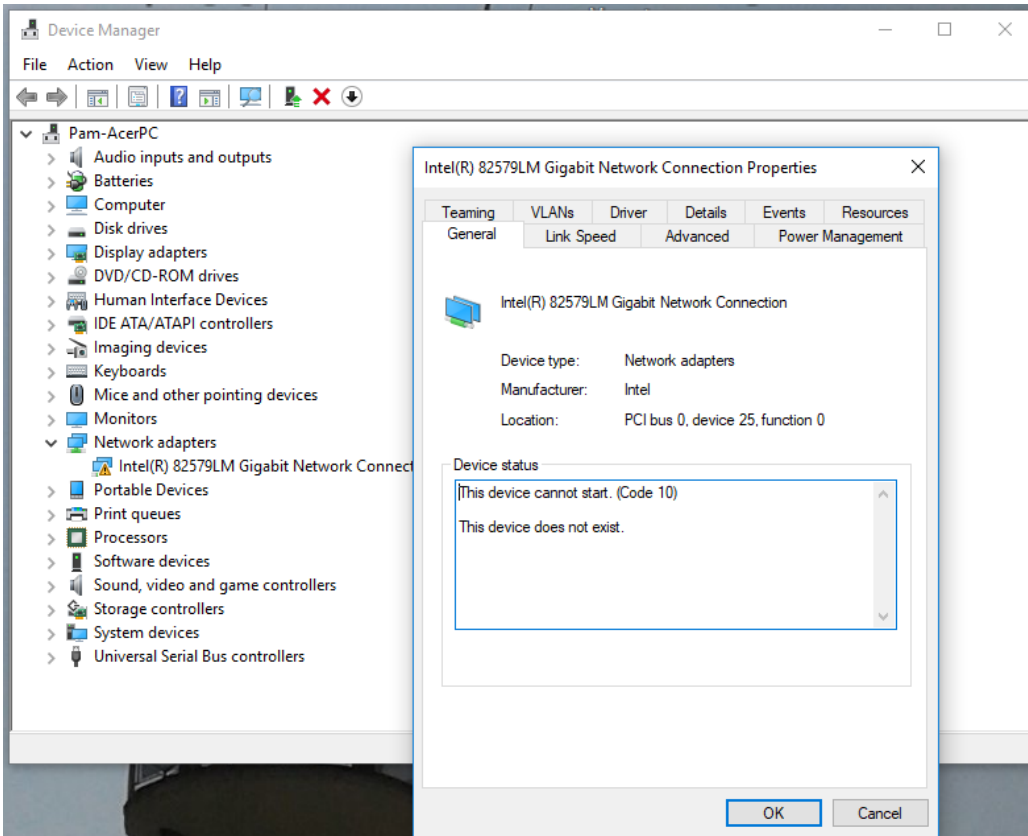 Device Manager
File Action View Help
Pam-AcerPC
Audio inputs and outputs
Batteries
Computer
Disk drives
Display adapters
DVD/CD-ROM drives
Human Interface Devices
IDE ATA/ATAPI controllers
Imaging devices
Keyboards
Mice and other pointing devices
Monitors
Network adapters
Intel(R) 82579LM Gigabit Network Connect
Portable Devices
Print queues
Processors
Software devices
Sound, video and game controllers
Storage controllers
System devices
Universal Serial Bus controllers
Intel(R) 82579LM Gigabit Network Connection Properties
Teaming VLANs Driver Details Events Resources
General Link Speed Advanced Power Management
Intel(R) 82579LM Gigabit Network Connection
Device type: Network adapters
Manufacturer: Intel
Location: PCI bus 0, device 25, function 0
Device status
This device cannot start. (Code 10)
This device does not exist.
OK Cancel